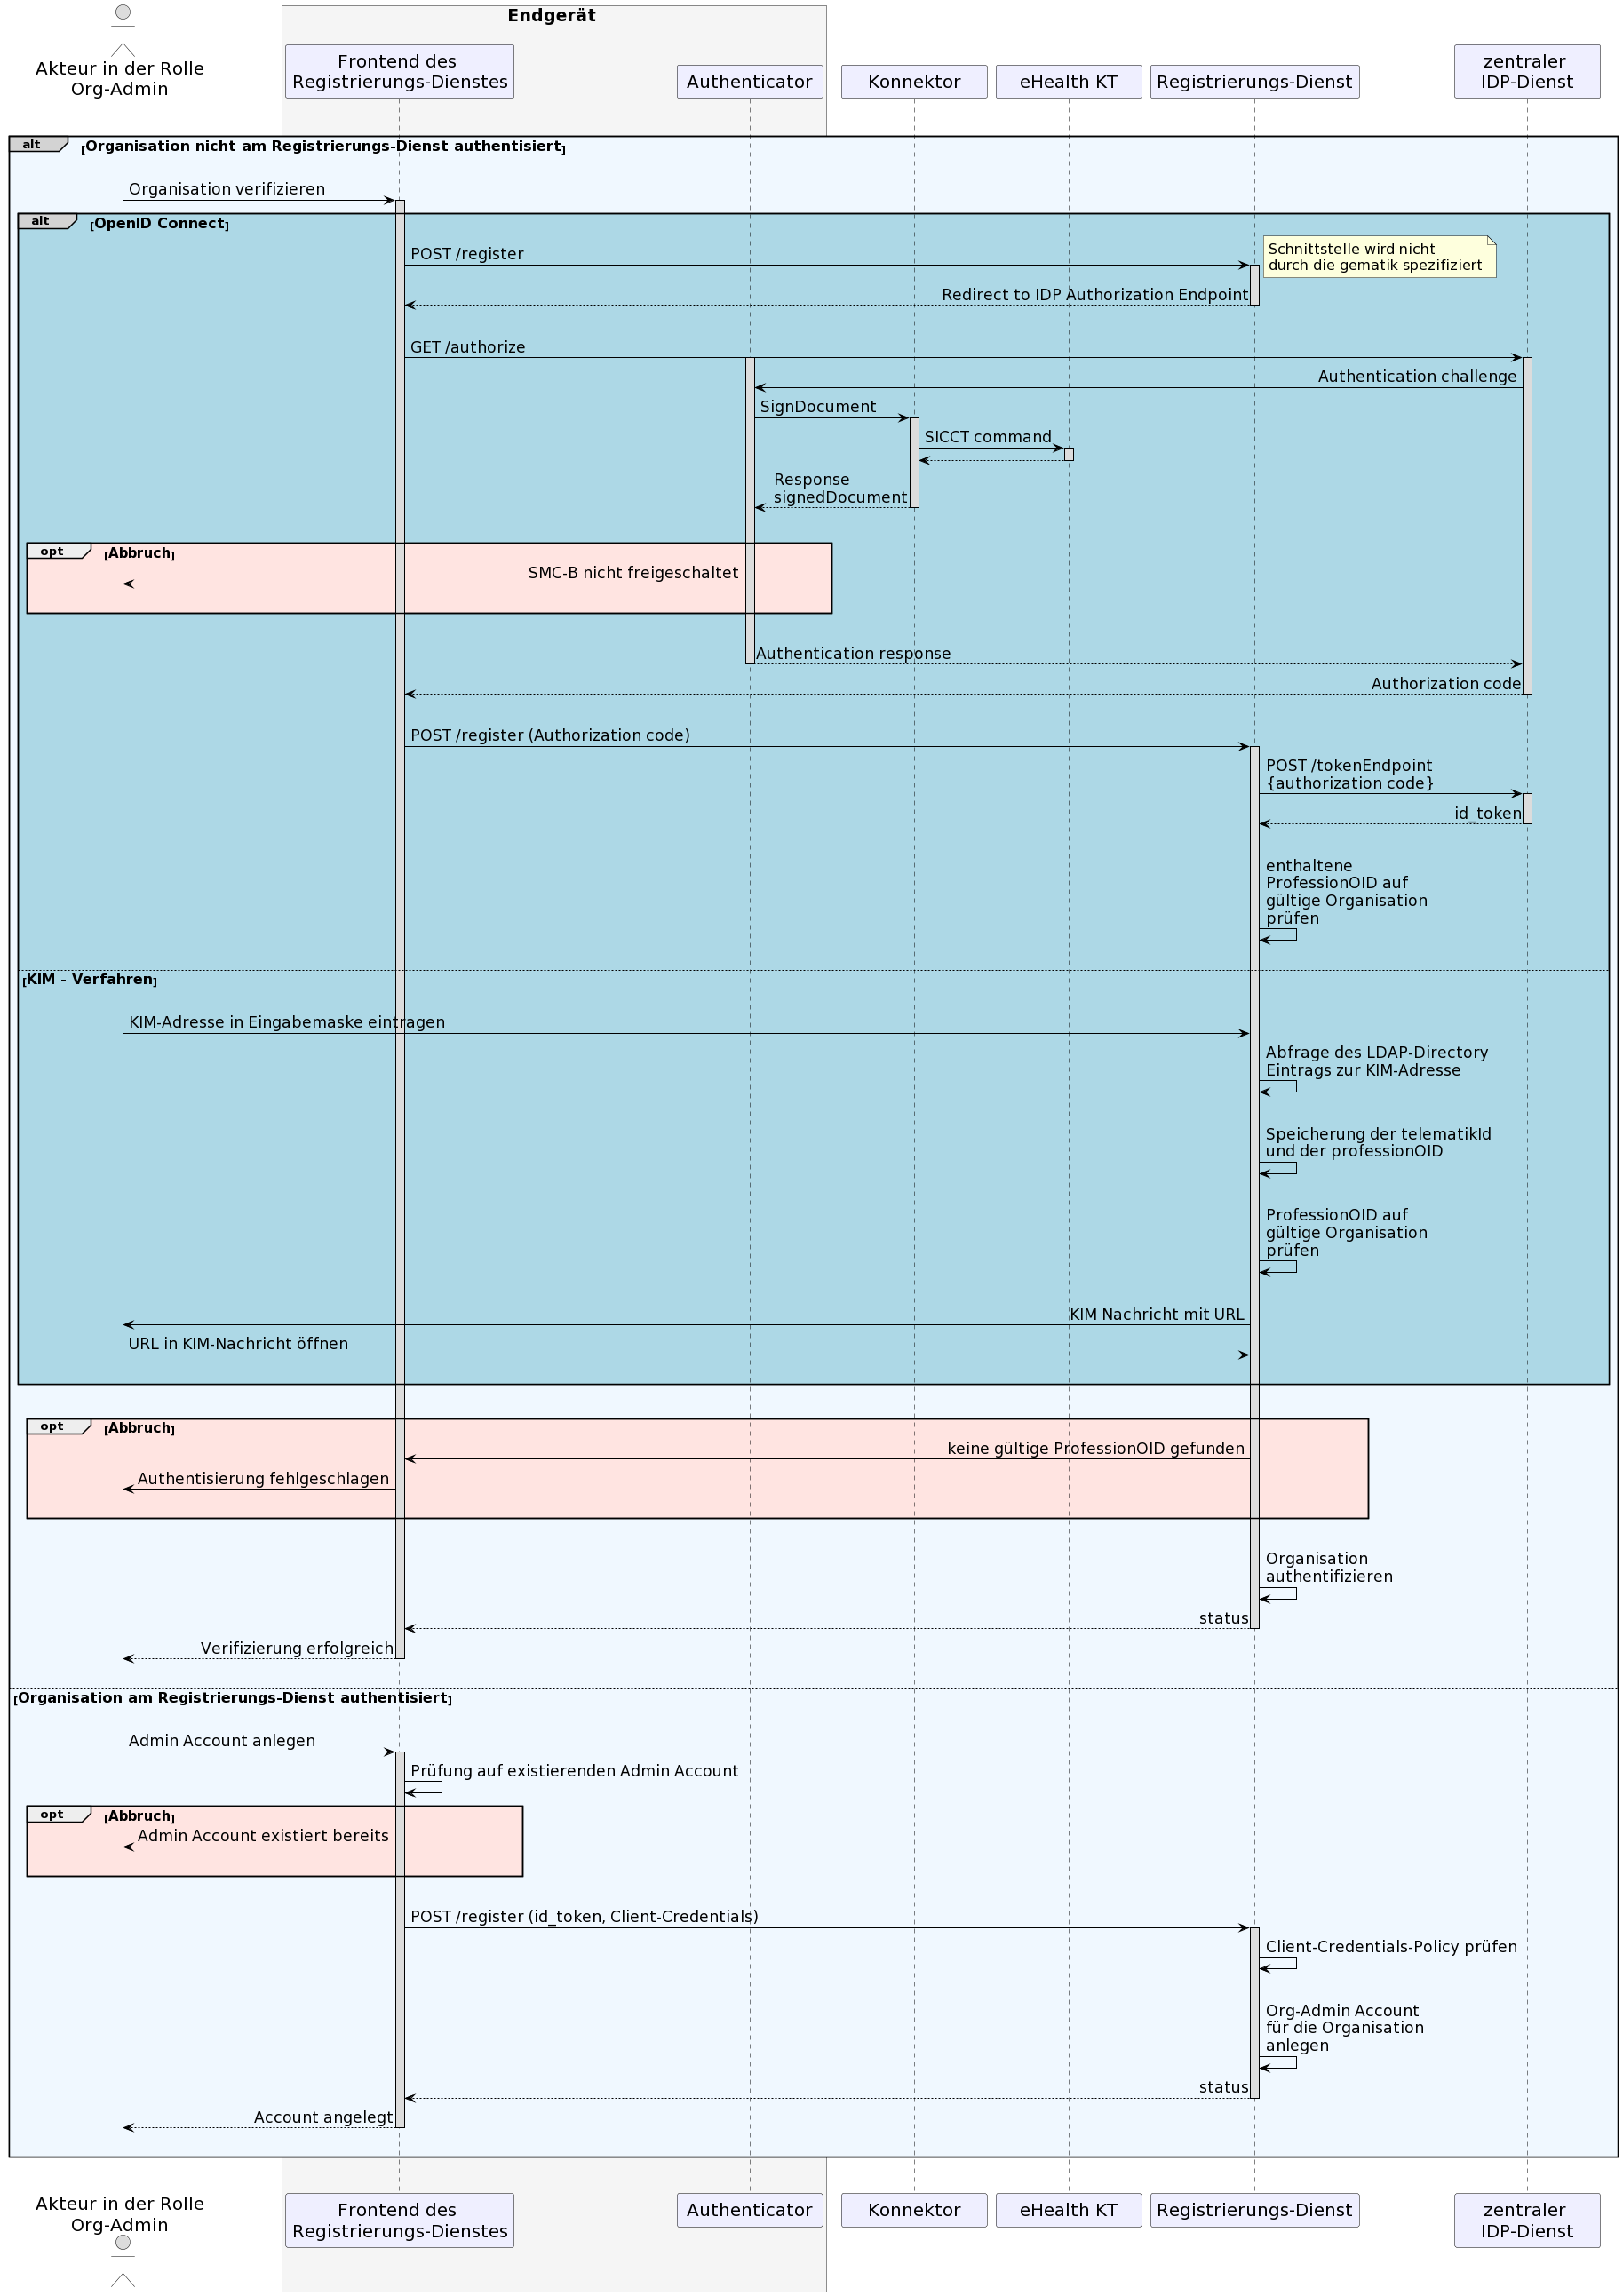 Endgerät
Akteur in der Rolle
Org-Admin
Frontend des
Registrierungs-Dienstes
Authenticator
Konnektor
eHealth KT
Registrierungs-Dienst
zentraler
IDP-Dienst
alt [Organisation nicht am Registrierungs-Dienst authentisiert]
Organisation verifizieren
alt [OpenID Connect]
POST /register
Schnittstelle wird nicht
durch die gematik spezifiziert
Redirect to IDP Authorization Endpoint
GET /authorize
Authentication challenge
SignDocument
SICCT command
Response
signedDocument
opt [Abbruch]
SMC-B nicht freigeschaltet
Authentication response
Authorization code
POST /register (Authorization code)
POST /tokenEndpoint
{authorization code}
id_token
enthaltene
ProfessionOID auf
gültige Organisation
prüfen
[KIM - Verfahren]
KIM-Adresse in Eingabemaske eintragen
Abfrage des LDAP-Directory
Eintrags zur KIM-Adresse
Speicherung der telematikId
und der professionOID
ProfessionOID auf
gültige Organisation
prüfen
KIM Nachricht mit URL
URL in KIM-Nachricht öffnen
opt [Abbruch]
keine gültige ProfessionOID gefunden
Authentisierung fehlgeschlagen
Organisation
authentifizieren
status
Verifizierung erfolgreich
[Organisation am Registrierungs-Dienst authentisiert]
Admin Account anlegen
Prüfung auf existierenden Admin Account
opt [Abbruch]
Admin Account existiert bereits
POST /register (id_token, Client-Credentials)
Client-Credentials-Policy prüfen
Org-Admin Account
für die Organisation
anlegen
status
Account angelegt
Akteur in der Rolle
Org-Admin
Frontend des
Registrierungs-Dienstes
Authenticator
Konnektor
eHealth KT
Registrierungs-Dienst
zentraler
IDP-Dienst